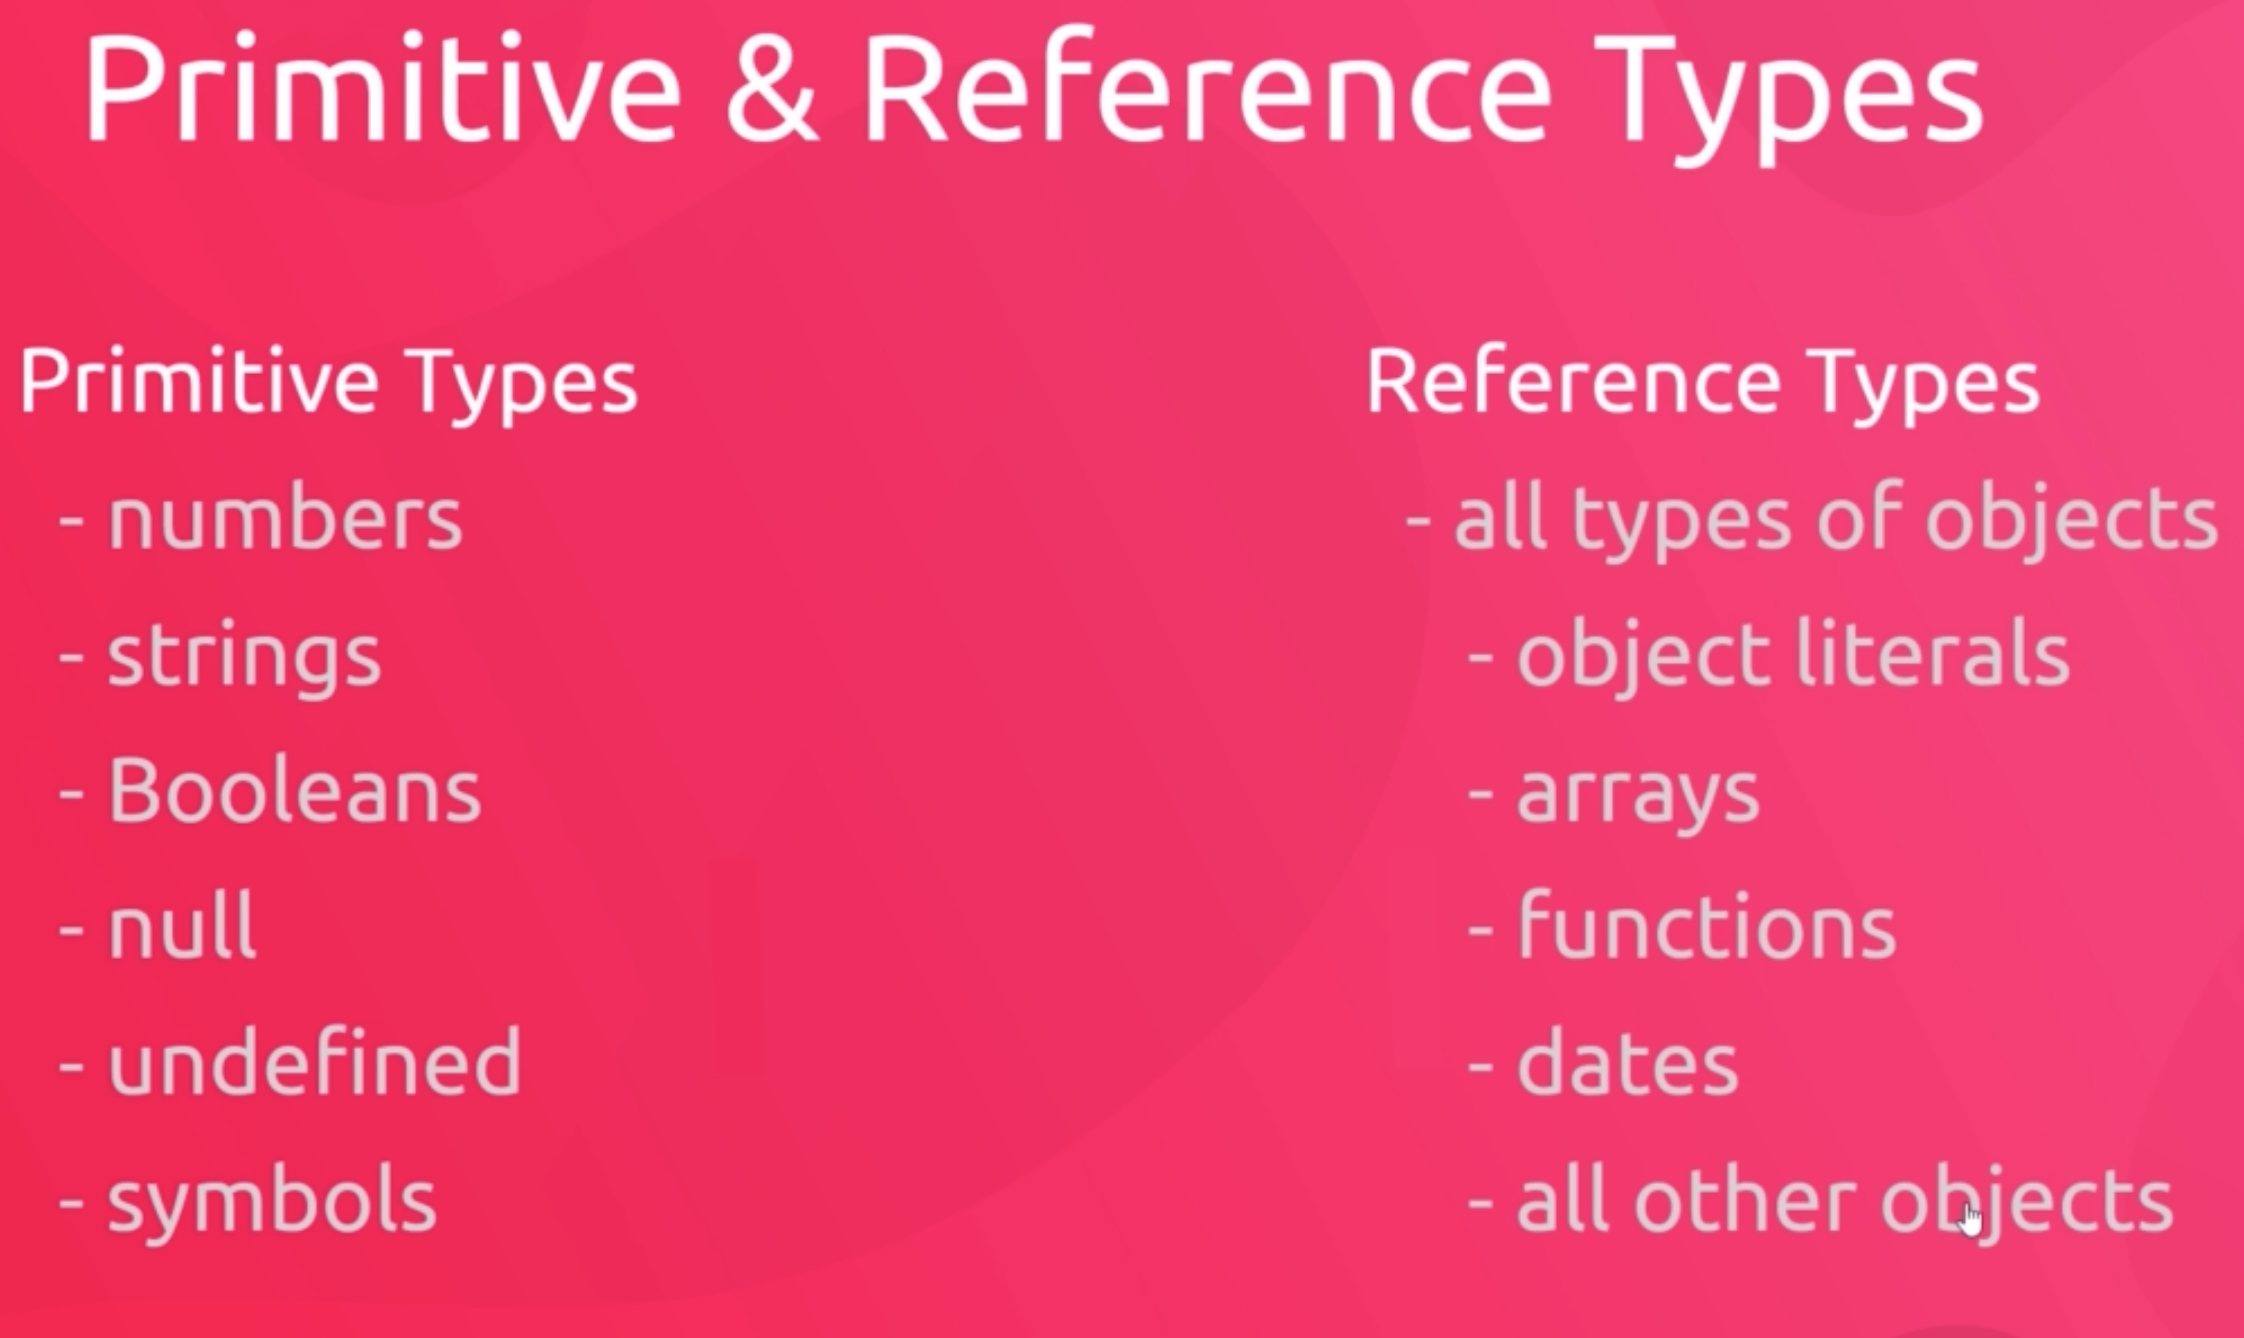 Primitive & Reference Types
Primitive Types
- numbers
- strings
- Booleans
- null
- undefined
- symbols
Reference Types
- all types of objects
- object literals
- arrays
- functions
- dates
- all other objects